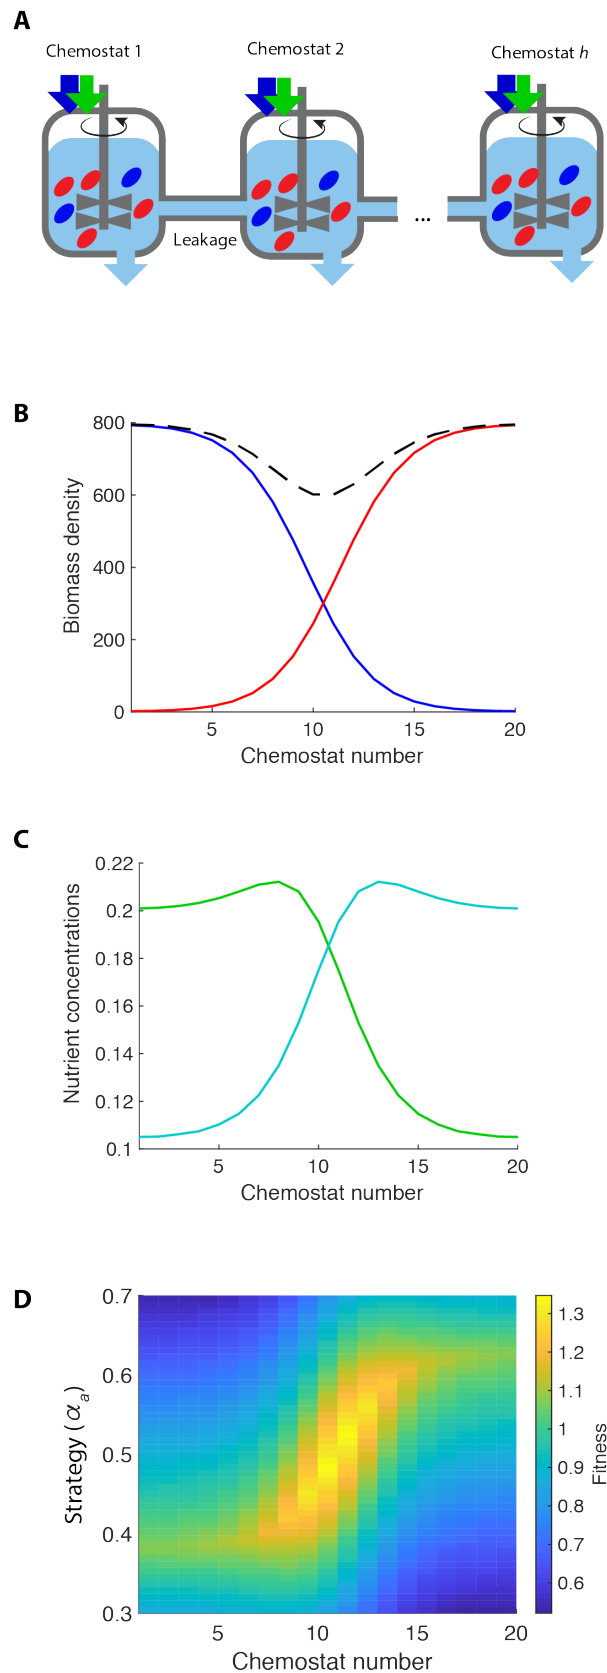 A
Chemostat 1
Chemostat 2
Chemostat h
Leakage
...
B
800
600
400
200
0
Biomass density
5
10
15
20
Chemostat number
C
0.22
0.2
0.18
0.16
0.14
0.12
0.1
Nutrient concentrations
5
10
15
20
Chemostat number
D
0.7
0.6
0.5
0.4
0.3
Strategy (αa)
5
10
15
20
Chemostat number
1.3
1.2
1.1
1
0.9
0.8
0.7
0.6
Fitness